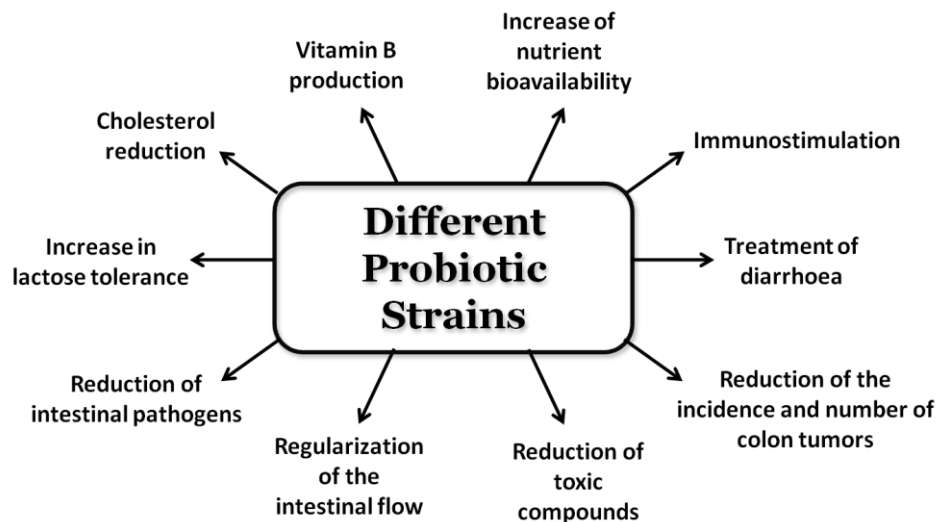 Different
Probiotic
Strains
Vitamin B
production
Increase of
nutrient
bioavailability
Immunostimulation
Treatment of
diarrhoea
Reduction of the
incidence and number of
colon tumors
Reduction of
toxic
compounds
Regularization
of the
intestinal flow
Reduction of
intestinal pathogens
Increase in
lactose tolerance
Cholesterol
reduction